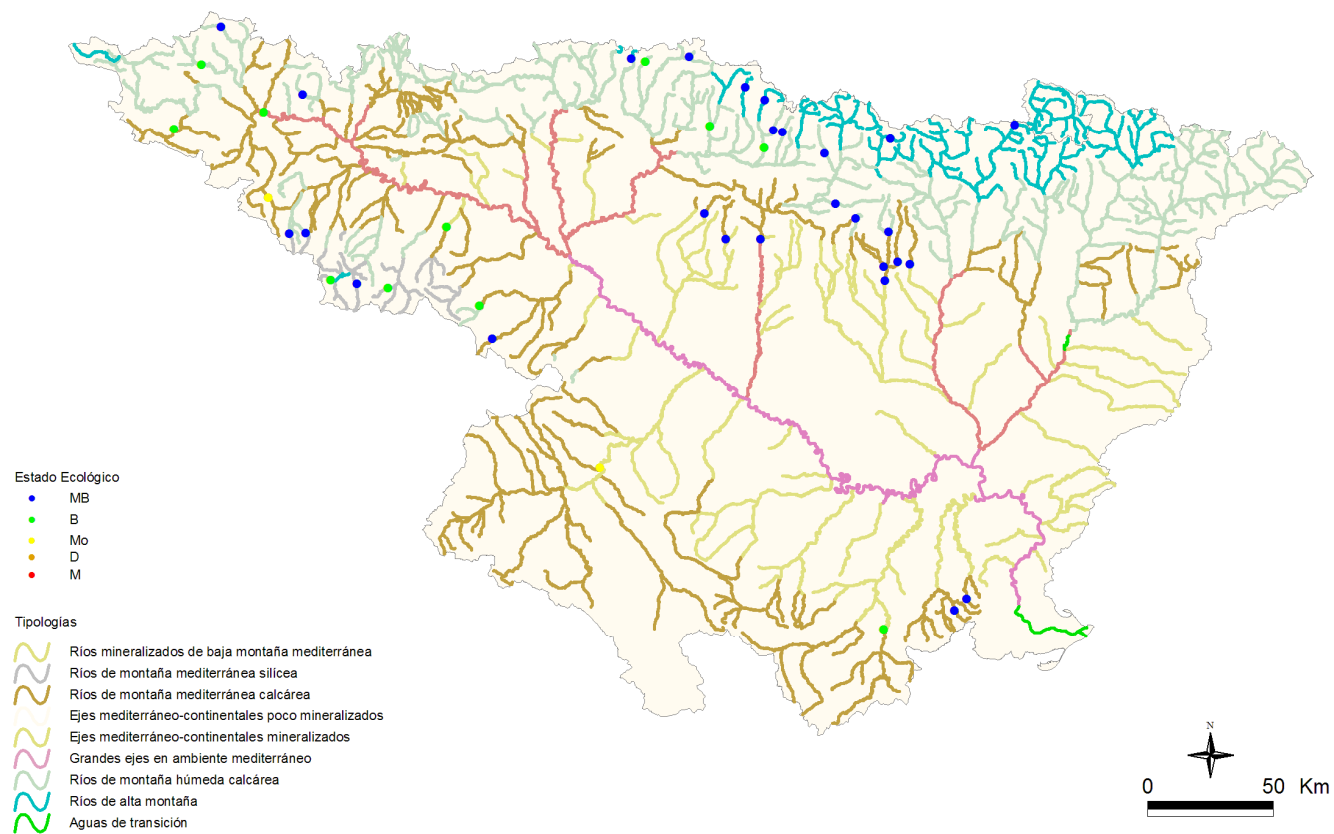 Estado Ecológico
MB
B
Mo
D
M
Tipologías
Ríos mineralizados de baja montaña mediterránea
Ríos de montaña mediterránea silícea
Ríos de montaña mediterránea calcárea
Ejes mediterráneo-continentales poco mineralizados
Ejes mediterráneo-continentales mineralizados
Grandes ejes en ambiente mediterráneo
Ríos de montaña húmeda calcárea
Ríos de alta montaña
Aguas de transición
N
0 50 Km